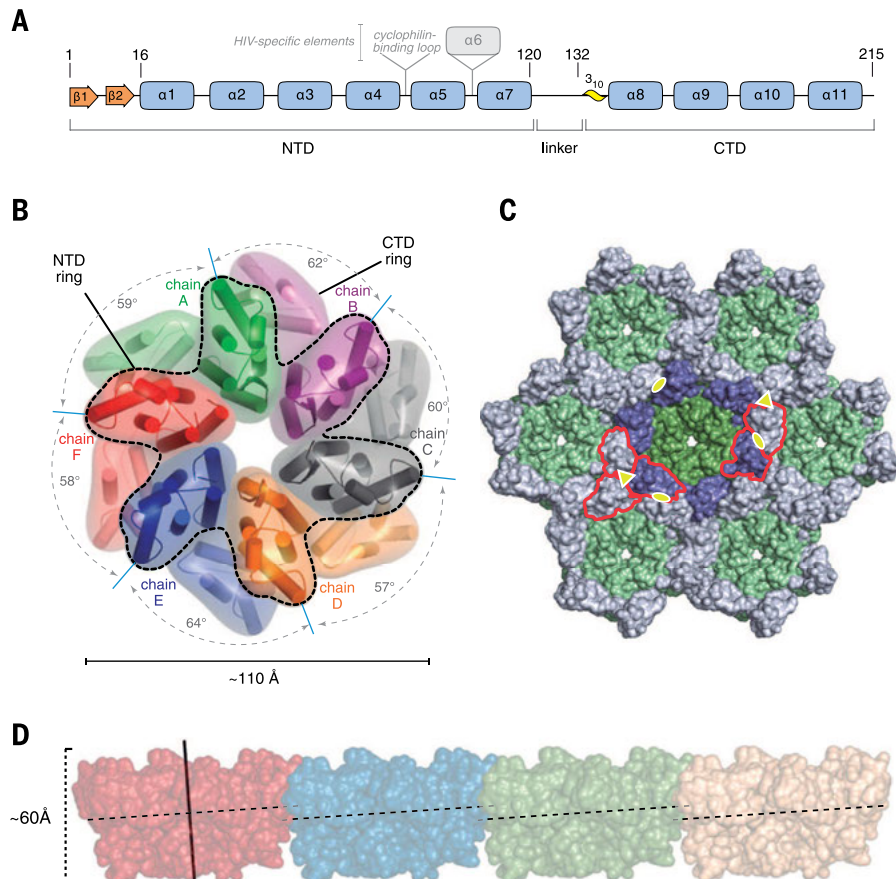 A
HIV-specific elements
cyclophilin-
binding loop
α6
1
16
120
132
215
β1
β2
α1
α2
α3
α4
α5
α7
3₁₀
α8
α9
α10
α11
NTD
linker
CTD
B
NTD
ring
CTD
ring
chain
A
62°
chain
B
59°
60°
chain
C
chain
F
58°
chain
E
chain
D
57°
64°
~110 Å
C
D
~60Å